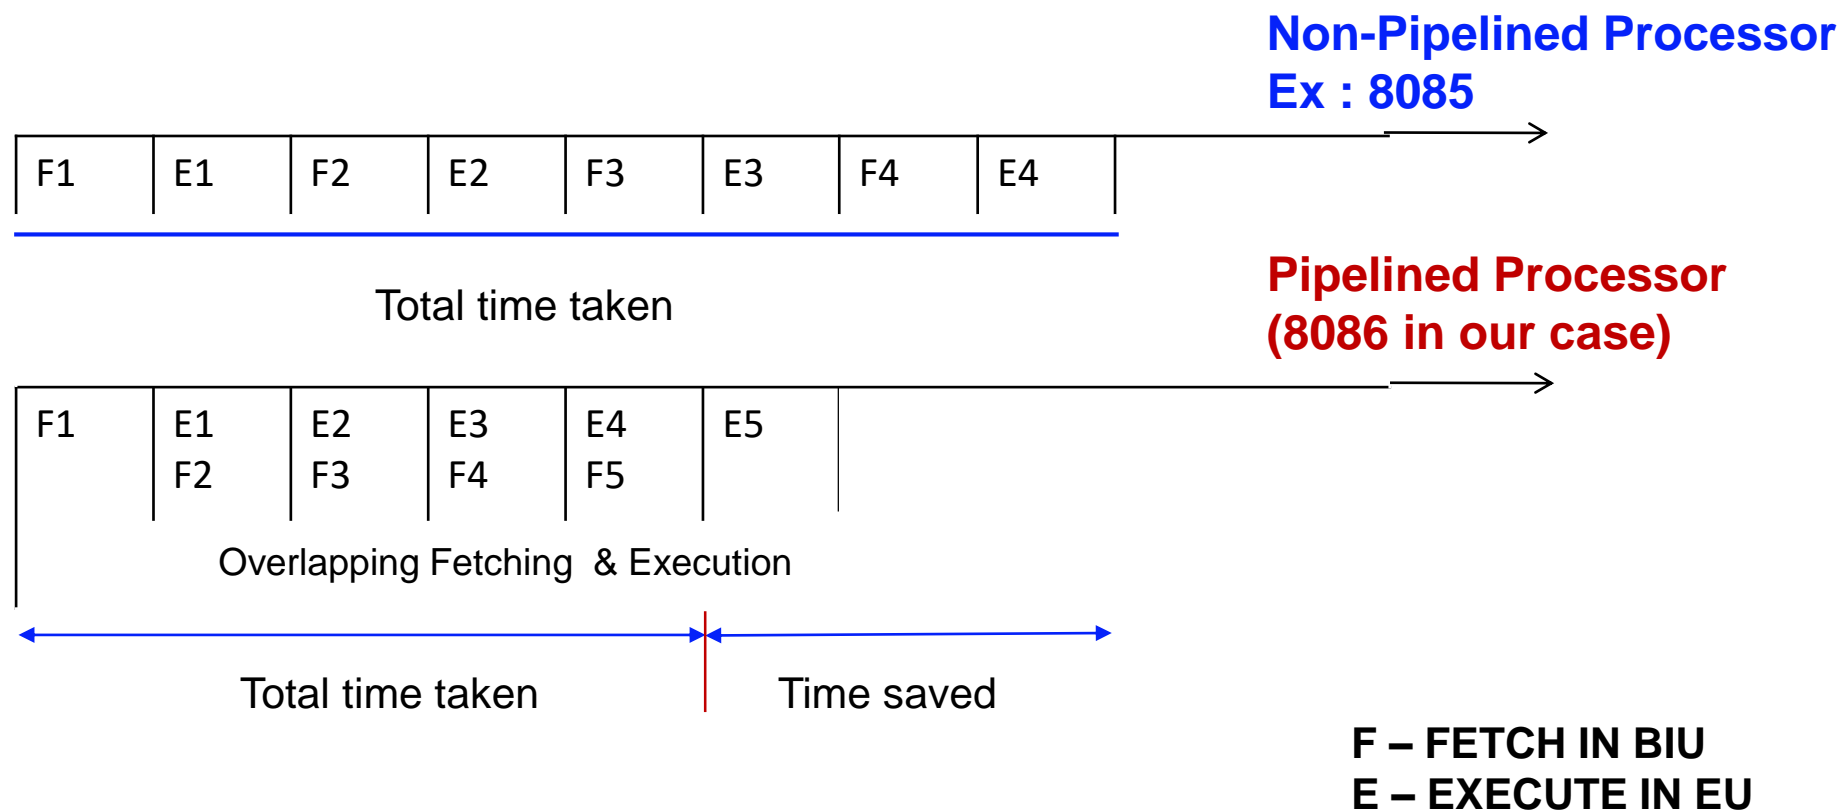 Non-Pipelined Processor
Ex : 8085
F1 E1 F2 E2 F3 E3 F4 E4
Total time taken
Pipelined Processor
(8086 in our case)
F1 E1 E2 E3 E4 E5
F2 F3 F4 F5
Overlapping Fetching & Execution
Total time taken Time saved
F – FETCH IN BIU
E – EXECUTE IN EU